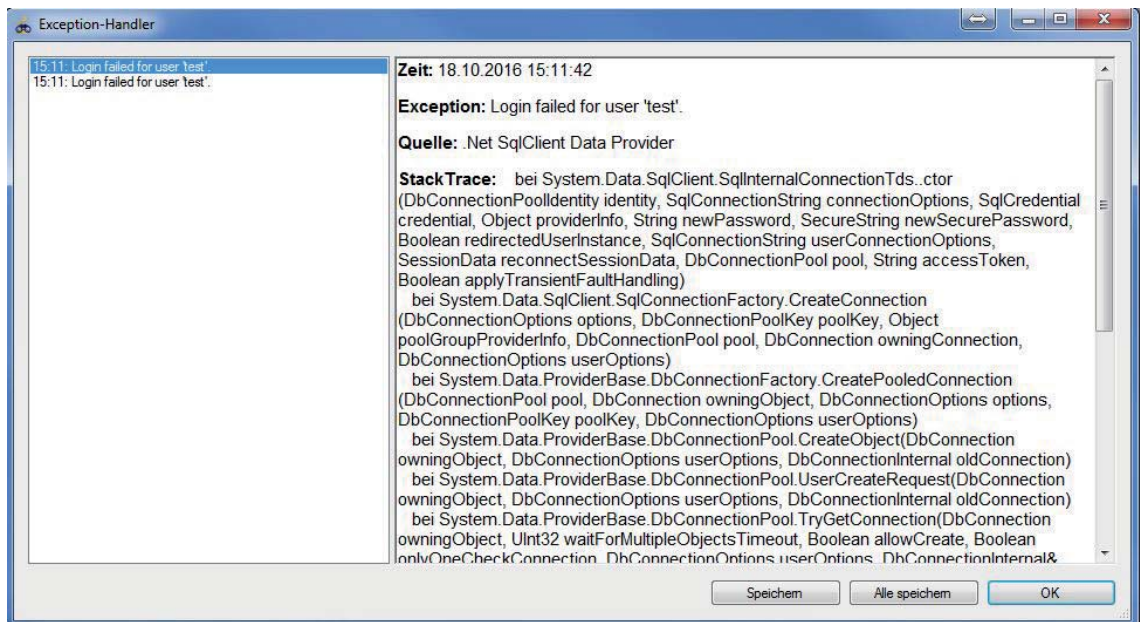 Exception-Handler
15:11: Login failed for user 'test'.
15:11: Login failed for user 'test'.
Zeit: 18.10.2016 15:11:42
Exception: Login failed for user 'test'.
Quelle: .Net SqlClient Data Provider
StackTrace: bei System.Data.SqlClient.SqlInternalConnectionTds..ctor
(DbConnectionPoolIdentity identity, SqlConnectionString connectionOptions, SqlCredential
credential, Object providerInfo, String newPassword, SecureString newSecurePassword,
Boolean redirectedUserInstance, SqlConnectionString userConnectionOptions,
SessionData reconnectSessionData, DbConnectionPool pool, String accessToken,
Boolean applyTransientFaultHandling)
bei System.Data.SqlClient.SqlConnectionFactory.CreateConnection
(DbConnectionOptions options, DbConnectionPoolKey poolKey, Object
poolGroupProviderInfo, DbConnectionPool pool, DbConnection owningConnection,
DbConnectionOptions userOptions)
bei System.Data.ProviderBase.DbConnectionFactory.CreatePooledConnection
(DbConnectionPool pool, DbConnection owningObject, DbConnectionOptions options,
DbConnectionPoolKey poolKey, DbConnectionOptions userOptions)
bei System.Data.ProviderBase.DbConnectionPool.CreateObject(DbConnection
owningObject, DbConnectionOptions userOptions, DbConnectionInternal oldConnection)
bei System.Data.ProviderBase.DbConnectionPool.UserCreateRequest(DbConnection
owningObject, DbConnectionOptions userOptions, DbConnectionInternal oldConnection)
bei System.Data.ProviderBase.DbConnectionPool.TryGetConnection(DbConnection
owningObject, UInt32 waitForMultipleObjectsTimeout, Boolean allowCreate, Boolean
onlyOneCheckConnection, DbConnectionOptions userOptions, DbConnectionInternal&
Speichern
Alle speichern
OK